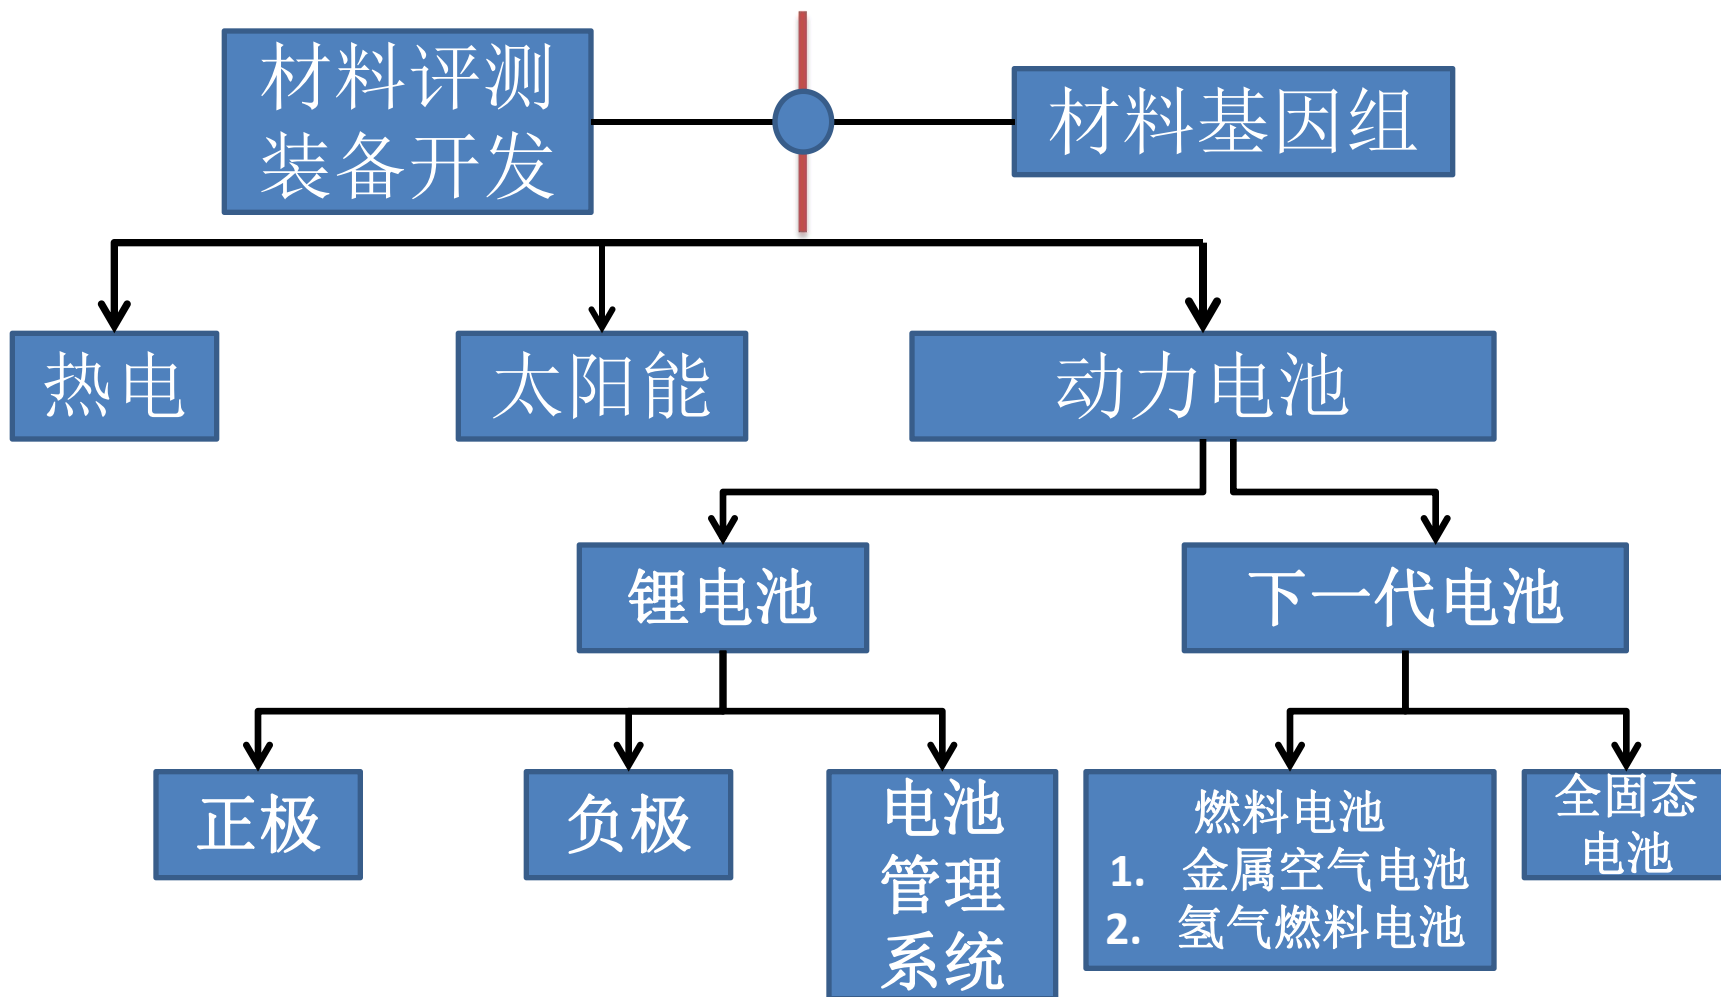 材料评测
装备开发
材料基因组
热电
太阳能
动力电池
锂电池
下一代电池
正极
负极
电池
管理
系统
燃料电池
1. 金属空气电池
2. 氢气燃料电池
全固态
电池